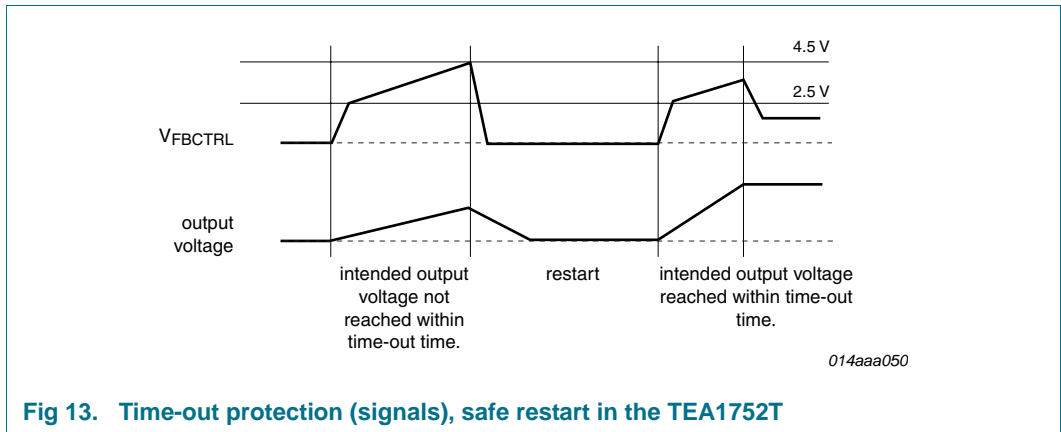 4.5 V
2.5 V
VFBCTRL
output
voltage
intended output
voltage not
reached within
time-out time.
restart
intended output voltage
reached within time-out
time.
014aaa050
Fig 13. Time-out protection (signals), safe restart in the TEA1752T